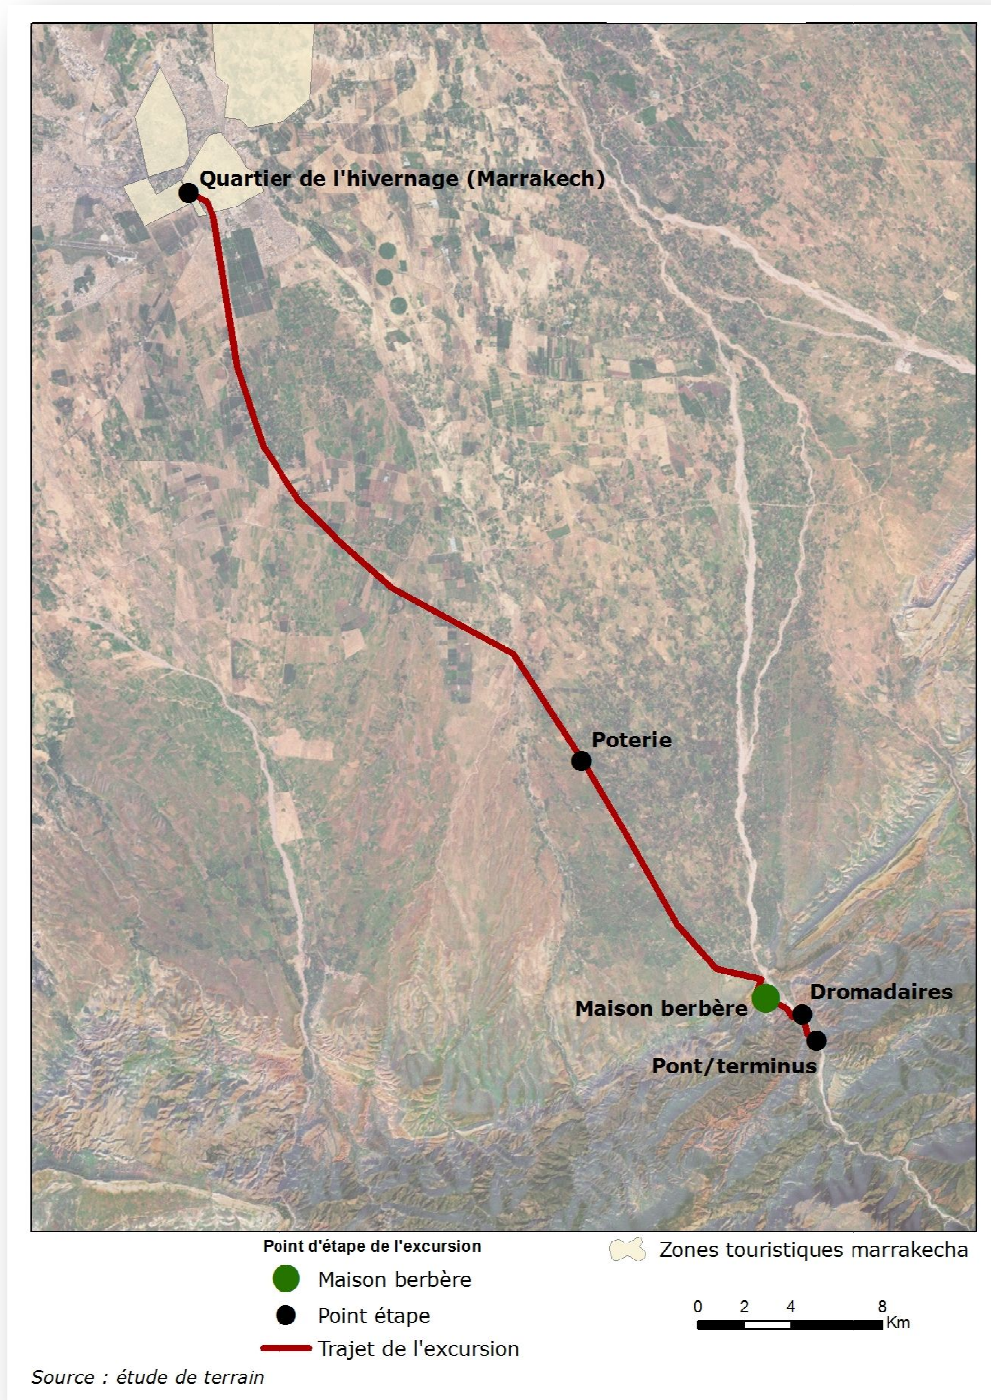 Quartier de l'hivernage (Marrakech)
Poterie
Dromadaires
Maison berbère
Pont/terminus
Point d'étape de l'excursion
Maison berbère
Point étape
Trajet de l'excursion
Zones touristiques marrakecha
0 2 4 8
Km
Source : étude de terrain